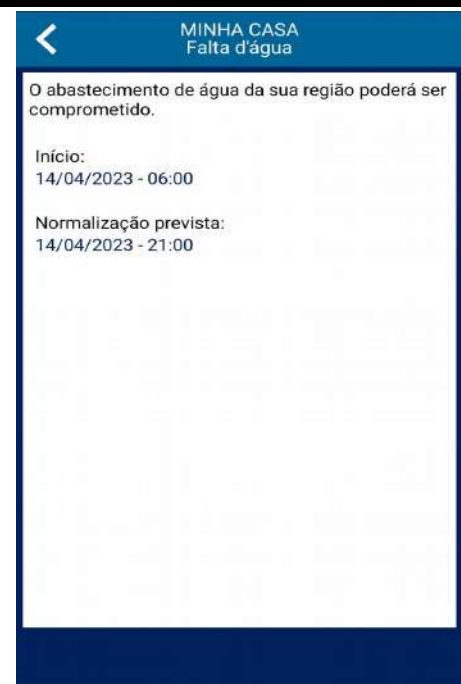 MINHA CASA
Falta d'água
O abastecimento de água da sua região poderá ser
comprometido.
Início:
14/04/2023 - 06:00
Normalização prevista:
14/04/2023 - 21:00